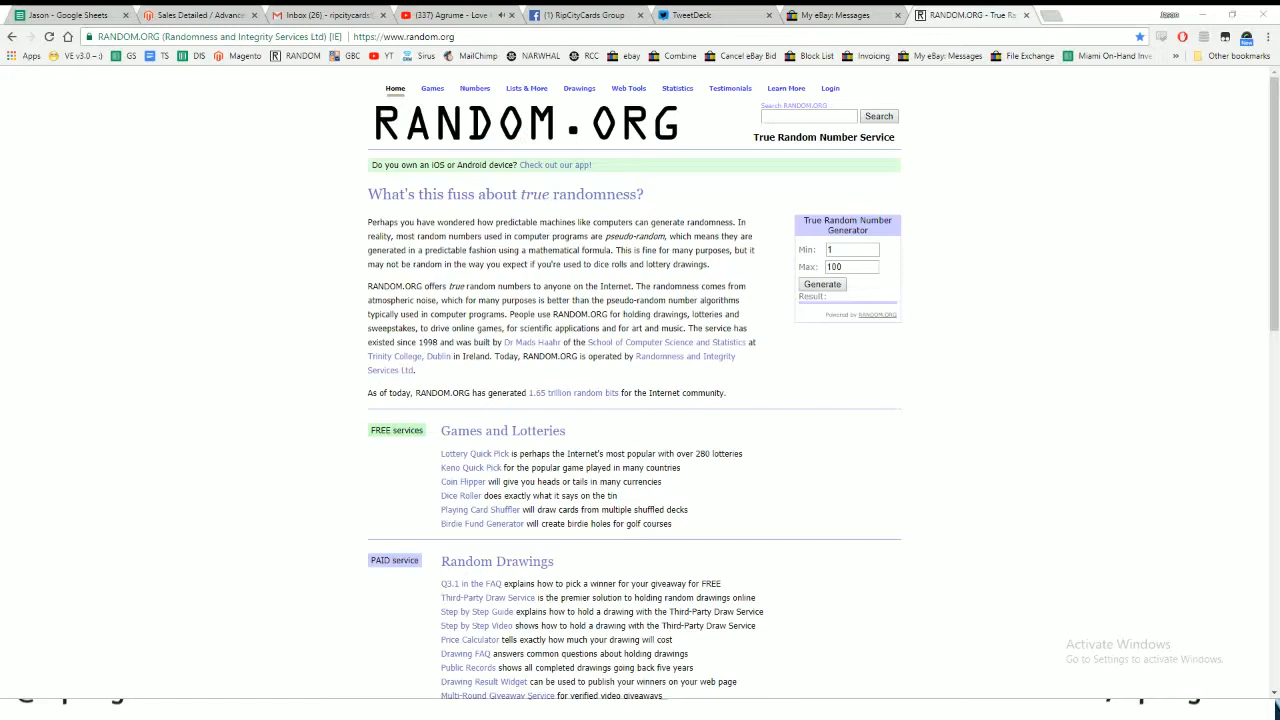 Jason - Google Sheets
Sales Detailed / Advance
Inbox (26) - ripcitycards@
(337) Agrume - Love
(1) RipCityCards Group
TweetDeck
My eBay: Messages
RANDOM.ORG - True Ra
Jason
RANDOM.ORG (Randomness and Integrity Services Ltd) [IE] https://www.random.org
Apps VE v3.0 -: GS TS DIS Magento RANDOM GBC YT Sirus MailChimp NARWHAL RCC ebay Combine Cancel eBay Bid Block List Invoicing My eBay: Messages File Exchange Miami On-Hand Inve » Other bookmarks
Home Games Numbers Lists & More Drawings Web Tools Statistics Testimonials Learn More Login
RANDOM.ORG
Search RANDOM.ORG
Search
True Random Number Service
Do you own an iOS or Android device? Check out our app!
What's this fuss about true randomness?
Perhaps you have wondered how predictable machines like computers can generate randomness. In
reality, most random numbers used in computer programs are pseudo-random, which means they are
generated in a predictable fashion using a mathematical formula. This is fine for many purposes, but it
may not be random in the way you expect if you're used to dice rolls and lottery drawings.
True Random Number
Generator
Min: 1
Max: 100
Generate
Result:
Powered by RANDOM.ORG
RANDOM.ORG offers true random numbers to anyone on the Internet. The randomness comes from
atmospheric noise, which for many purposes is better than the pseudo-random number algorithms
typically used in computer programs. People use RANDOM.ORG for holding drawings, lotteries and
sweepstakes, to drive online games, for scientific applications and for art and music. The service has
existed since 1998 and was built by Dr Mads Haahr of the School of Computer Science and Statistics at
Trinity College, Dublin in Ireland. Today, RANDOM.ORG is operated by Randomness and Integrity
Services Ltd.
As of today, RANDOM.ORG has generated 1.65 trillion random bits for the Internet community.
FREE services
Games and Lotteries
Lottery Quick Pick is perhaps the Internet's most popular with over 280 lotteries
Keno Quick Pick for the popular game played in many countries
Coin Flipper will give you heads or tails in many currencies
Dice Roller does exactly what it says on the tin
Playing Card Shuffler will draw cards from multiple shuffled decks
Birdie Fund Generator will create birdie holes for golf courses
PAID service
Random Drawings
Q3.1 in the FAQ explains how to pick a winner for your giveaway for FREE
Third-Party Draw Service is the premier solution to holding random drawings online
Step by Step Guide explains how to hold a drawing with the Third-Party Draw Service
Step by Step Video shows how to hold a drawing with the Third-Party Draw Service
Price Calculator tells exactly how much your drawing will cost
Drawing FAQ answers common questions about holding drawings
Public Records shows all completed drawings going back five years
Drawing Result Widget can be used to publish your winners on your web page
Multi-Round Giveaway Service for verified video giveaways
Activate Windows
Go to Settings to activate Windows.